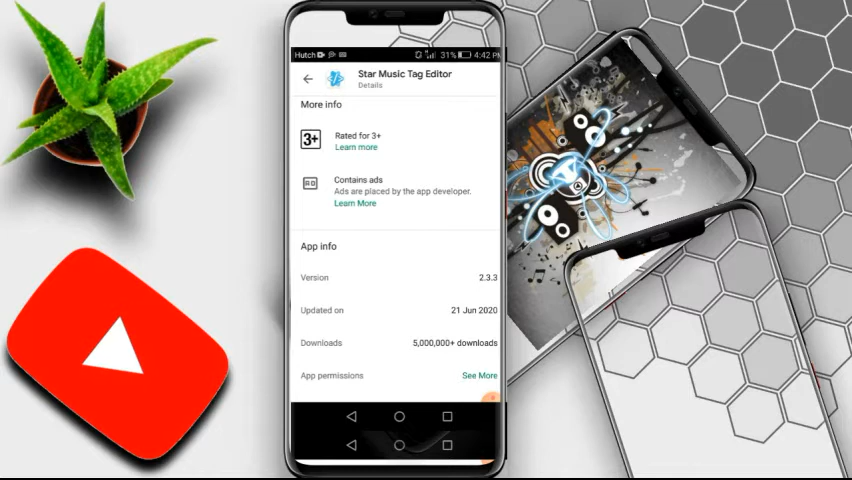 Hutch 31% 4:42 PM
Star Music Tag Editor
Details
More info
3+
Rated for 3+
Learn more
Contains ads
Ads are placed by the app developer.
Learn More
App info
Version 2.3.3
Updated on 21 Jun 2020
Downloads 5,000,000+ downloads
App permissions See More